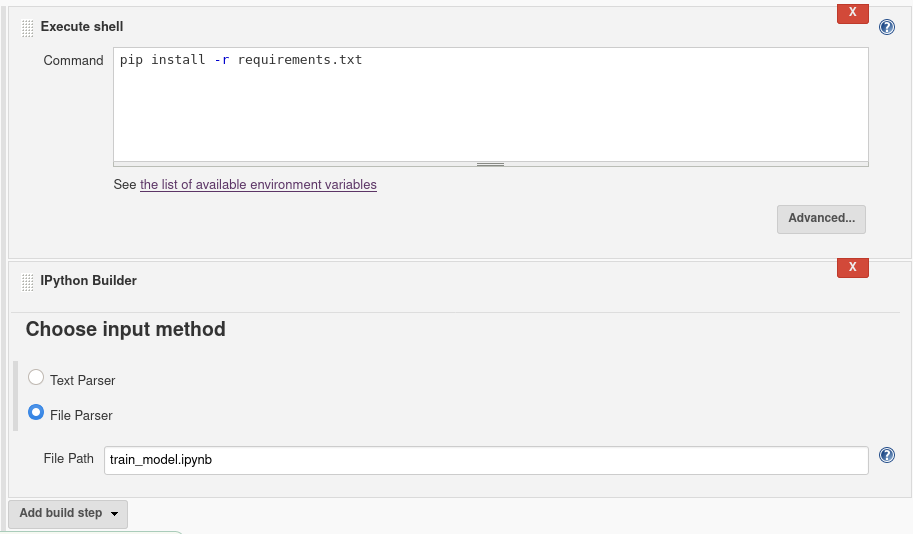 X
Execute shell
Command
pip install -r requirements.txt
See the list of available environment variables
Advanced...
X
IPython Builder
Choose input method
Text Parser
File Parser
File Path train_model.ipynb
Add build step